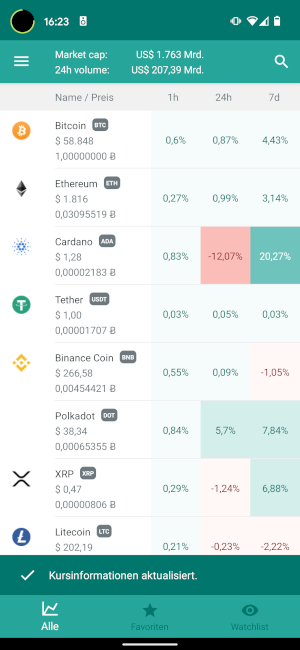 16:23
Market cap: US$ 1.763 Mrd.
24h volume: US$ 207,39 Mrd.
Name / Preis 1h 24h 7d
Bitcoin BTC
$ 58.848 0,6% 0,87% 4,43%
1,00000000 Ƀ
Ethereum ETH
$ 1.816 0,27% 0,99% 3,14%
0,03095519 Ƀ
Cardano ADA
$ 1,28 0,83% -12,07% 20,27%
0,00002183 Ƀ
Tether USDT
$ 1,00 0,03% 0,05% 0,03%
0,00001707 Ƀ
Binance Coin BNB
$ 266,58 0,55% 0,09% -1,05%
0,00454421 Ƀ
Polkadot DOT
$ 38,34 0,84% 5,7% 7,84%
0,00065355 Ƀ
XRP XRP
$ 0,47 0,29% -1,24% 6,88%
0,00000806 Ƀ
Litecoin LTC
$ 202,19 0,21% -0,23% -2,22%
Kursinformationen aktualisiert.
Alle Favoriten Watchlist